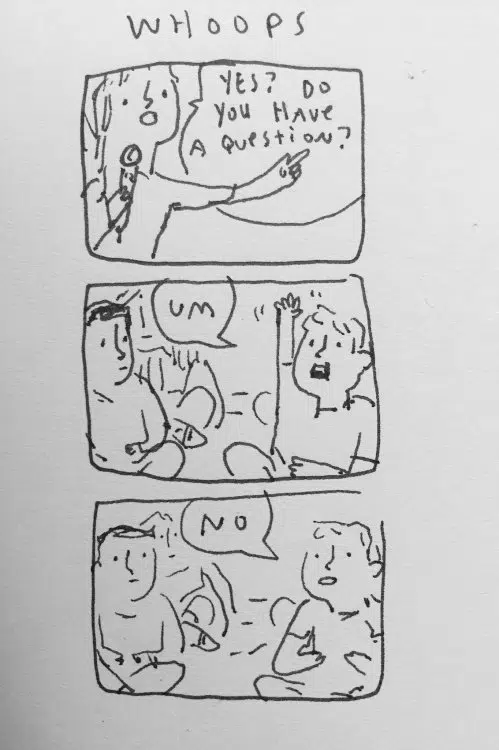 WHOOPS
YES? DO
YOU HAVE
A QUESTION?
UM
NO